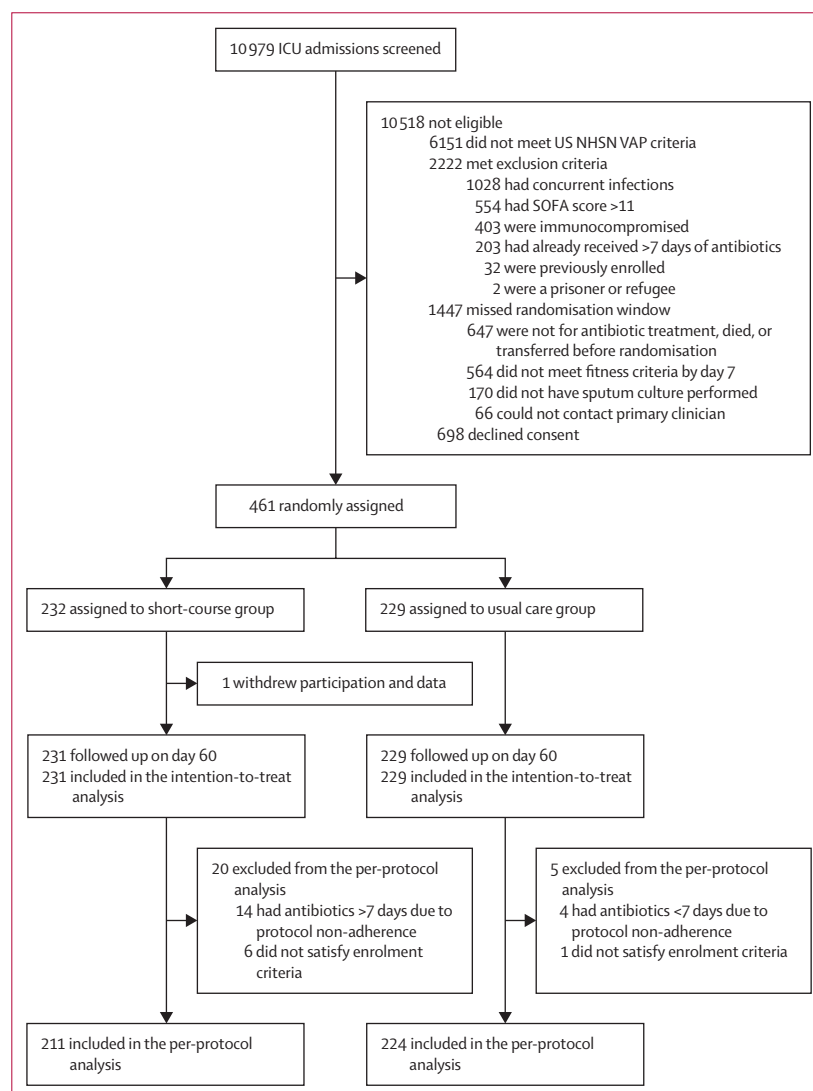 10 979 ICU admissions screened
10 518 not eligible
6151 did not meet US NHSN VAP criteria
2222 met exclusion criteria
1028 had concurrent infections
554 had SOFA score >11
403 were immunocompromised
203 had already received >7 days of antibiotics
32 were previously enrolled
2 were a prisoner or refugee
1447 missed randomisation window
647 were not for antibiotic treatment, died, or
transferred before randomisation
564 did not meet fitness criteria by day 7
170 did not have sputum culture performed
66 could not contact primary clinician
698 declined consent
461 randomly assigned
232 assigned to short-course group
229 assigned to usual care group
1 withdrew participation and data
231 followed up on day 60
231 included in the intention-to-treat
analysis
229 followed up on day 60
229 included in the intention-to-treat
analysis
20 excluded from the per-protocol
analysis
14 had antibiotics >7 days due to
protocol non-adherence
6 did not satisfy enrolment
criteria
5 excluded from the per-protocol
analysis
4 had antibiotics <7 days due to
protocol non-adherence
1 did not satisfy enrolment criteria
211 included in the per-protocol
analysis
224 included in the per-protocol
analysis